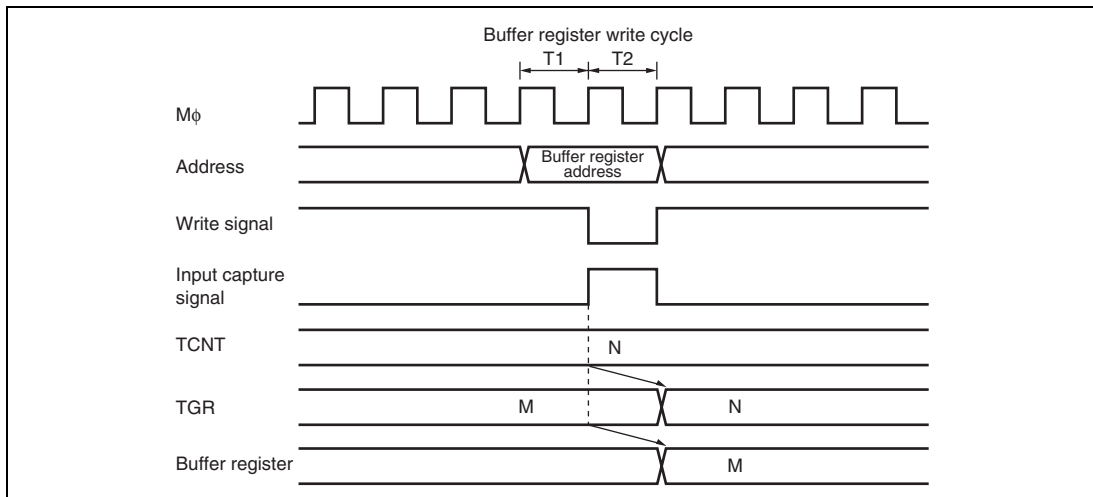 Buffer register write cycle
T1 T2
Mϕ
Address
Buffer register
address
Write signal
Input capture
signal
TCNT
N
TGR
M N
Buffer register
M